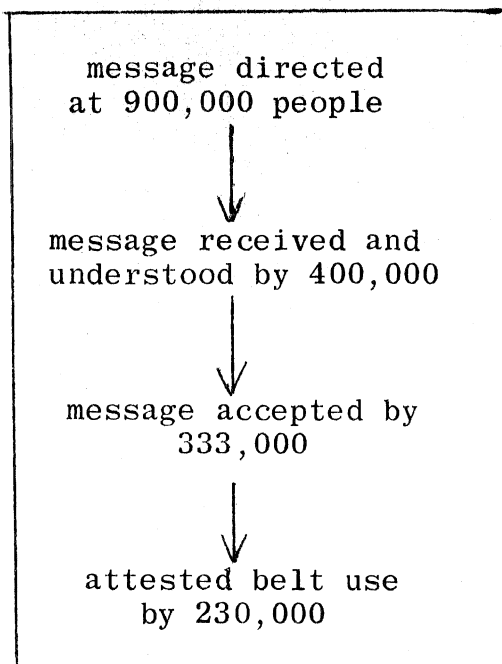 message directed
at 900,000 people
message received and
understood by 400,000
message accepted by
333,000
attested belt use
by 230,000